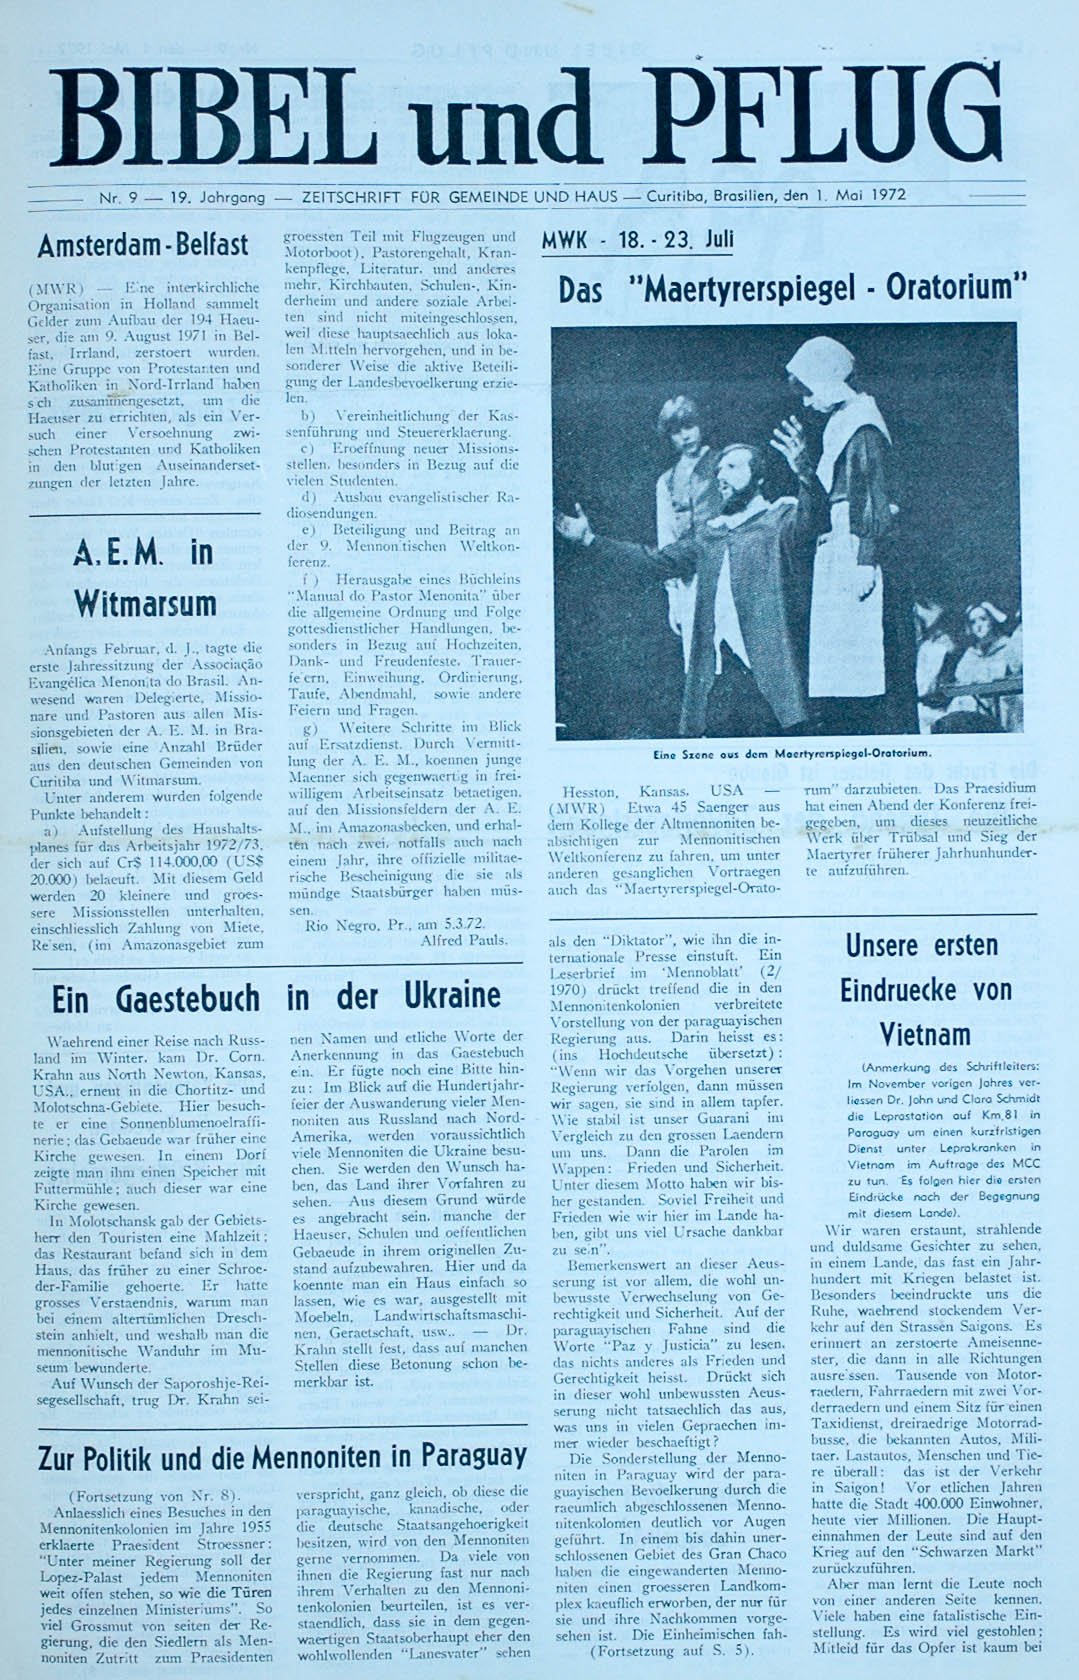 BIBEL und PFLUG
Nr. 9 — 19. Jahrgang — ZEITSCHRIFT FÜR GEMEINDE UND HAUS — Curitiba, Brasilien, den 1. Mai 1972
Amsterdam - Belfast
(MWR) — Eine interkirchliche
Organisation in Holland sammelt
Gelder zum Aufbau der 194 Haeu-
ser, die am 9. August 1971 in Bel-
fast, Irrland, zerstoert wurden.
Eine Gruppe von Protestanten und
Katholiken in Nord-Irrland haben
sich zusammengesetzt, um die
Haeuser zu errichten, als ein Ver-
such einer Versoehnung zwi-
schen Protestanten und Katholiken
in den blutigen Auseinanderset-
zungen der letzten Jahre.
A. E. M. in
Witmarsum
Anfangs Februar, d. J., tagte die
erste Jahressitzung der Associação
Evangélica Menonita do Brasil. An-
wesend waren Delegierte, Missio-
nare und Pastoren aus allen Mis-
sionsgebieten der A. E. M. in Bra-
silien, sowie eine Anzahl Brüder
aus den deutschen Gemeinden von
Curitiba und Witmarsum.
Unter anderem wurden folgende
Punkte behandelt:
a) Aufstellung des Haushalts-
planes für das Arbeitsjahr 1972/73,
der sich auf Cr$ 114.000,00 (US$
20.000) belaeuft. Mit diesem Geld
werden 20 kleinere und groes-
sere Missionsstellen unterhalten,
einschliesslich Zahlung von Miete,
Reisen, (im Amazonasgebiet zum
groessten Teil mit Flugzeugen und
Motorboot), Pastorengehalt, Kran-
kenpflege, Literatur, und anderes
mehr, Kirchbauten, Schulen-, Kin-
derheim und andere soziale Arbei-
ten sind nicht miteingeschlossen,
weil diese hauptsaechlich aus loka-
len Mitteln hervorgehen, und in be-
sonderer Weise die aktive Beteili-
gung der Landesbevoelkerung erzie-
len.
b) Vereinheitlichung der Kas-
senführung und Steuererklaerung.
c) Eroeffnung neuer Missions-
stellen, besonders in Bezug auf die
vielen Studenten.
d) Ausbau evangelistischer Ra-
diosendungen.
e) Beteiligung und Beitrag an
der 9. Mennonitischen Weltkon-
ferenz.
f) Herausgabe eines Büchleins
"Manual do Pastor Menonita" über
die allgemeine Ordnung und Folge
gottesdienstlicher Handlungen, be-
sonders in Bezug auf Hochzeiten,
Dank- und Freudenfeste, Trauer-
feiern, Einweihung, Ordinierung,
Taufe, Abendmahl, sowie andere
Feiern und Fragen.
g) Weitere Schritte im Blick
auf Ersatzdienst. Durch Vermitt-
lung der A. E. M., koennen junge
Maenner sich gegenwaertig in frei-
willigem Arbeitseinsatz betaetigen,
auf den Missionsfeldern der A. E.
M., im Amazonasbecken, und erhal-
ten nach zwei, notfalls auch nach
einem Jahr, ihre offizielle militae-
rische Bescheinigung die sie als
mündge Staatsbürger haben müs-
sen.
Rio Negro, Pr., am 5.3.72.
Alfred Pauls.
MWK - 18. - 23. Juli
Das "Maertyrerspiegel - Oratorium"
Eine Szene aus dem Maertyrerspiegel-Oratorium.
Hesston, Kansas, USA —
(MWR) Etwa 45 Saenger aus
dem Kollege der Altmennoniten be-
absichtigen zur Mennonitischen
Weltkonferenz zu fahren, um unter
anderen gesanglichen Vortraegen
auch das "Maertyrerspiegel-Orato-
rium" darzubieten. Das Praesidium
hat einen Abend der Konferenz frei-
gegeben, um dieses neuzeitliche
Werk über Trübsal und Sieg der
Maertyrer früherer Jahrhunhunder-
te aufzuführen.
Ein Gaestebuch in der Ukraine
Waehrend einer Reise nach Russ-
land im Winter, kam Dr. Corn.
Krahn aus North Newton, Kansas,
USA., erneut in die Chortitz- und
Molotschna-Gebiete. Hier besuch-
te er eine Sonnenblumenoelraffi-
nerie; das Gebaeude war früher eine
Kirche gewesen. In einem Dorf
zeigte man ihm einen Speicher mit
Futtermühle; auch dieser war eine
Kirche gewesen.
In Molotschansk gab der Gebiets-
herr den Touristen eine Mahlzeit;
das Restaurant befand sich in dem
Haus, das früher zu einer Schroe-
der-Familie gehoerte. Er hatte
grosses Verstaendnis, warum man
bei einem altertümlichen Dresch-
stein anhielt, und weshalb man die
mennonitische Wanduhr im Mu-
seum bewunderte.
Auf Wunsch der Saporoshje-Rei-
segesellschaft, trug Dr. Krahn sei-
nen Namen und etliche Worte der
Anerkennung in das Gaestebuch
ein. Er fügte noch eine Bitte hin-
zu: Im Blick auf die Hundertjahr-
feier der Auswanderung vieler Men-
noniten aus Russland nach Nord-
Amerika, werden voraussichtlich
viele Mennoniten die Ukraine besu-
chen. Sie werden den Wunsch ha-
ben, das Land ihrer Vorfahren zu
sehen. Aus diesem Grund würde
es angebracht sein, manche der
Haeuser, Schulen und oeffentlichen
Gebaeude in ihrem originellen Zu-
stand aufzubewahren. Hier und da
koennte man ein Haus einfach so
lassen, wie es war, ausgestellt mit
Moebeln, Landwirtschaftsmaschi-
nen, Geraetschaft, usw.. — Dr.
Krahn stellt fest, dass auf manchen
Stellen diese Betonung schon be-
merkbar ist.
Zur Politik und die Mennoniten in Paraguay
(Fortsetzung von Nr. 8).
Anlaesslich eines Besuches in den
Mennonitenkolonien im Jahre 1955
erklaerte Praesident Stroessner:
"Unter meiner Regierung soll der
Lopez-Palast jedem Mennoniten
weit offen stehen, so wie die Türen
jedes einzelnen Ministeriums". So
viel Grossmut von seiten der Re-
gierung, die den Siedlern als Men-
noniten Zutritt zum Praesidenten
verspricht, ganz gleich, ob diese die
paraguayische, kanadische, oder
die deutsche Staatsangehoerigkeit
besitzen, wird von den Mennoniten
gerne vernommen. Da viele von
ihnen die Regierung fast nur nach
ihrem Verhalten zu den Mennoni-
tenkolonien beurteilen, ist es ver-
staendlich, dass sie in dem gegen-
waertigen Staatsoberhaupt eher den
wohlwollenden "Lanesvater" sehen
als den "Diktator", wie ihn die in-
ternationale Presse einstuft. Ein
Leserbrief im 'Mennoblatt' (2/
1970) drückt treffend die in den
Mennonitenkolonien verbreitete
Vorstellung von der paraguayischen
Regierung aus. Darin heisst es:
(ins Hochdeutsche übersetzt):
"Wenn wir das Vorgehen unserer
Regierung verfolgen, dann müssen
wir sagen, sie sind in allem tapfer.
Wie stabil ist unser Guarani im
Vergleich zu den grossen Laendern
um uns. Dann die Parolen im
Wappen: Frieden und Sicherheit.
Unter diesem Motto haben wir bis-
her gestanden. Soviel Freiheit und
Frieden wie wir hier im Lande ha-
ben, gibt uns viel Ursache dankbar
zu sein".
Bemerkenswert an dieser Aeus-
serung ist vor allem, die wohl un-
bewusste Verwechselung von Ge-
rechtigkeit und Sicherheit. Auf der
paraguayischen Fahne sind die
Worte "Paz y Justicia" zu lesen,
das nichts anderes als Frieden und
Gerechtigkeit heisst. Drückt sich
in dieser wohl unbewussten Aeus-
serung nicht tatsaechlich das aus,
was uns in vielen Gepraechen im-
mer wieder beschaeftigt?
Die Sonderstellung der Menno-
niten in Paraguay wird der para-
guayischen Bevoelkerung durch die
raeumlich abgeschlossenen Menno-
nitenkolonien deutlich vor Augen
geführt. In einem bis dahin uner-
schlossenen Gebiet des Gran Chaco
haben die eingewanderten Menno-
niten einen groesseren Landkom-
plex kaeuflich erworben, der nur für
sie und ihre Nachkommen vorge-
sehen ist. Die Einheimischen fah-
(Fortsetzung auf S. 5).
Unsere ersten
Eindruecke von
Vietnam
(Anmerkung des Schriftleiters:
Im November vorigen Jahres ver-
liessen Dr. John und Clara Schmidt
die Leprastation auf Km.81 in
Paraguay um einen kurzfristigen
Dienst unter Leprakranken in
Vietnam im Auftrage des MCC
zu tun. Es folgen hier die ersten
Eindrücke nach der Begegnung
mit diesem Lande).
Wir waren erstaunt, strahlende
und duldsame Gesichter zu sehen,
in einem Lande, das fast ein Jahr-
hundert mit Kriegen belastet ist.
Besonders beeindruckte uns die
Ruhe, waehrend stockendem Ver-
kehr auf den Strassen Saigons. Es
erinnert an zerstoerte Ameisenne-
ster, die dann in alle Richtungen
ausreissen. Tausende von Motor-
raedern, Fahrraedern mit zwei Vor-
derraedern und einem Sitz für einen
Taxidienst, dreiraedrige Motorrad-
busse, die bekannten Autos, Mili-
taer, Lastautos, Menschen und Tie-
re überall: das ist der Verkehr
in Saigon! Vor etlichen Jahren
hatte die Stadt 400.000 Einwohner,
heute vier Millionen. Die Haupt-
einnahmen der Leute sind auf den
Krieg auf den "Schwarzen Markt"
zurückzuführen.
Aber man lernt die Leute noch
von einer anderen Seite kennen.
Viele haben eine fatalistische Ein-
stellung. Es wird viel gestohlen;
Mitleid für das Opfer ist kaum bei